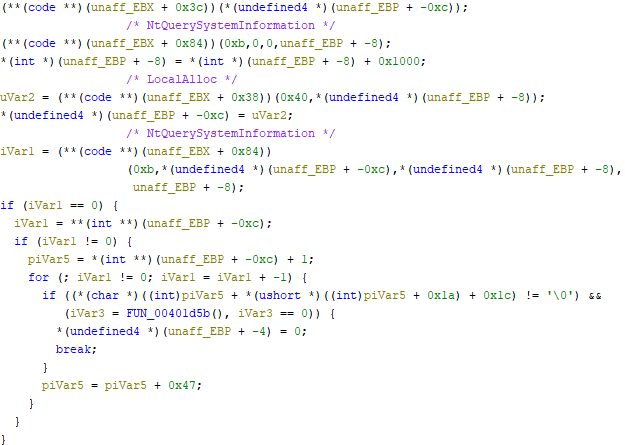 (**(code **)(unaff_EBX + 0x3c))(*(undefined4 *)(unaff_EBP + -0xc));
/* NtQuerySystemInformation */
(**(code **)(unaff_EBX + 0x84))(0xb,0,0,unaff_EBP + -8);
*(int *)(unaff_EBP + -8) = *(int *)(unaff_EBP + -8) + 0x1000;
/* LocalAlloc */
uVar2 = (**(code **)(unaff_EBX + 0x38))(0x40,*(undefined4 *)(unaff_EBP + -8));
*(undefined4 *)(unaff_EBP + -0xc) = uVar2;
/* NtQuerySystemInformation */
iVar1 = (**(code **)(unaff_EBX + 0x84))
(0xb,*(undefined4 *)(unaff_EBP + -0xc),*(undefined4 *)(unaff_EBP + -8),
unaff_EBP + -8);
if (iVar1 == 0) {
iVar1 = **(int **)(unaff_EBP + -0xc);
if (iVar1 != 0) {
piVar5 = *(int **)(unaff_EBP + -0xc) + 1;
for (; iVar1 != 0; iVar1 = iVar1 + -1) {
if ((*(char *)((int)piVar5 + *(ushort *)((int)piVar5 + 0x1a) + 0x1c) != '\0') &&
(iVar3 = FUN_00401d5b(), iVar3 == 0)) {
*(undefined4 *)(unaff_EBP + -4) = 0;
break;
}
piVar5 = piVar5 + 0x47;
}
}
}